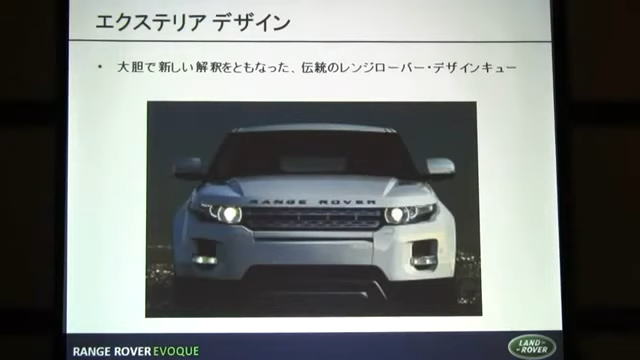 エクステリア デザイン
• 大胆で新しい解釈をともなった、伝統のレンジローバー・デザインキュー
RANGE ROVER
RANGE ROVER EVOQUE
LAND-
-ROVER